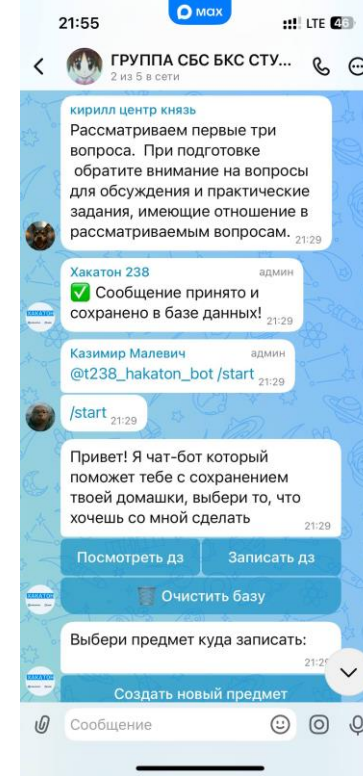 21:55
max
LTE 46
ГРУППА СБС БКС СТУ...
2 из 5 в сети
кирилл центр князь
Рассматриваем первые три
вопроса. При подготовке
обратите внимание на вопросы
для обсуждения и практические
задания, имеющие отношение в
рассматриваемым вопросам. 21:29
Хакатон 238 админ
✅ Сообщение принято и
сохранено в базе данных! 21:29
Казимир Малевич админ
@t238_hakaton_bot /start 21:29
/start 21:29
Привет! Я чат-бот который
поможет тебе с сохранением
твоей домашки, выбери то, что
хочешь со мной сделать 21:29
Посмотреть дз Записать дз
🗑 Очистить базу
Выбери предмет куда записать:
Создать новый предмет
Сообщение